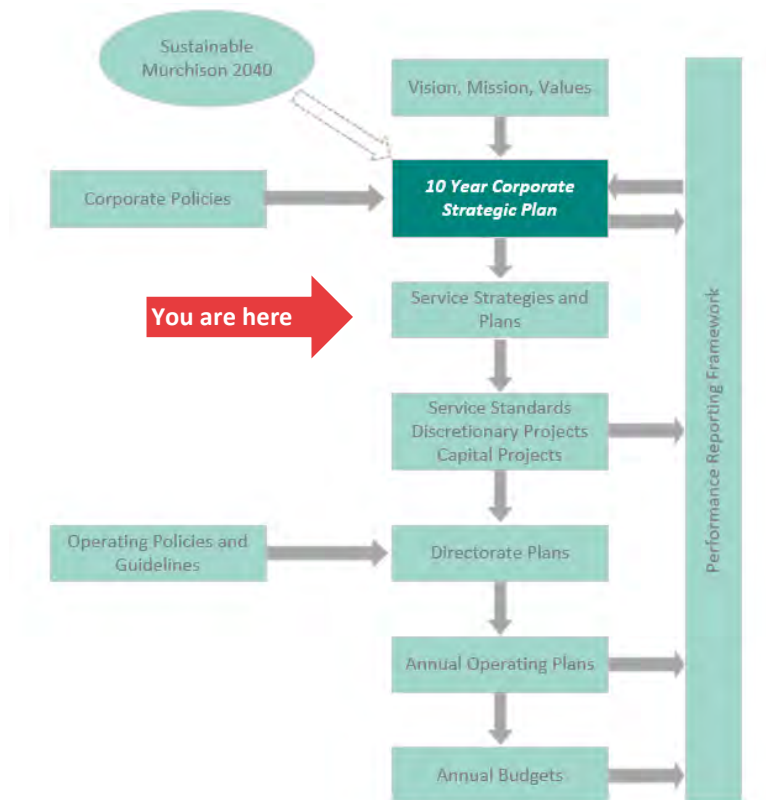 Sustainable
Murchison 2040
Vision, Mission, Values
Corporate Policies
10 Year Corporate
Strategic Plan
You are here
Service Strategies and
Plans
Service Standards
Discretionary Projects
Capital Projects
Operating Policies and
Guidelines
Directorate Plans
Annual Operating Plans
Annual Budgets
Performance Reporting Framework